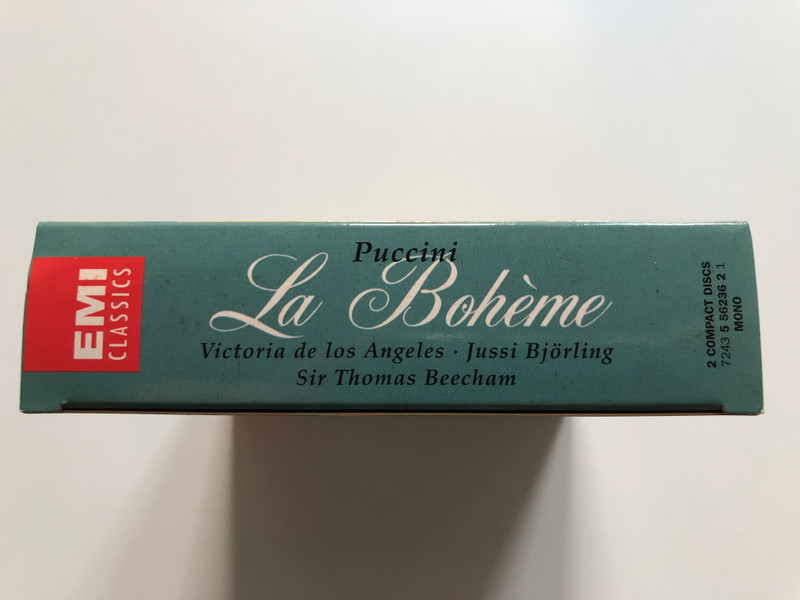 EMI
CLASSICS
Puccini
La Bohème
Victoria de los Angeles · Jussi Björling
Sir Thomas Beecham
2 COMPACT DISCS
7243 5 56236 2 1
MONO